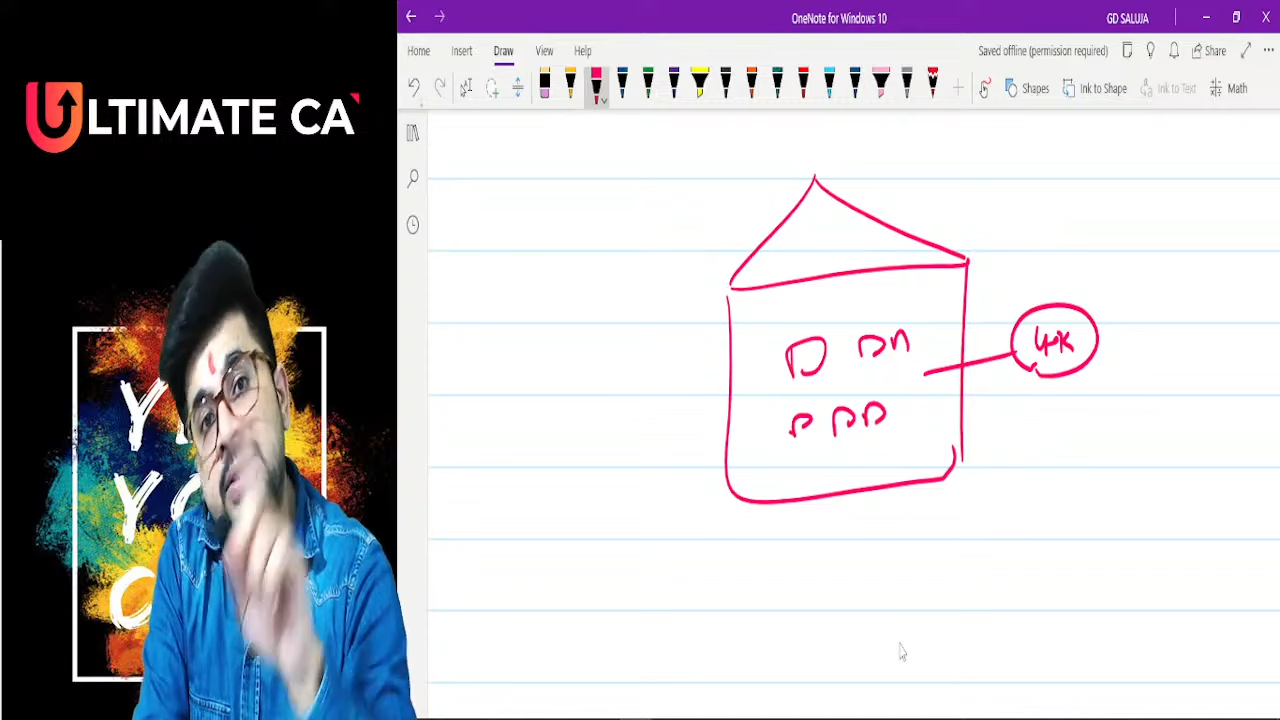 OneNote for Windows 10
GD SALUJA
Home Insert Draw View Help
Saved offline (permission required)
Share
Shapes
Ink to Shape
Ink to Text
Math
ULTIMATE CA
Y
Y
4k